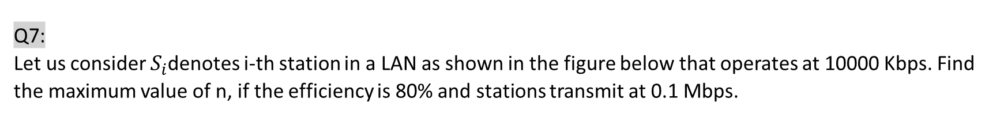 Q7:
Let us consider Sᵢ denotes i-th station in a LAN as shown in the figure below that operates at 10000 Kbps. Find
the maximum value of n, if the efficiency is 80% and stations transmit at 0.1 Mbps.